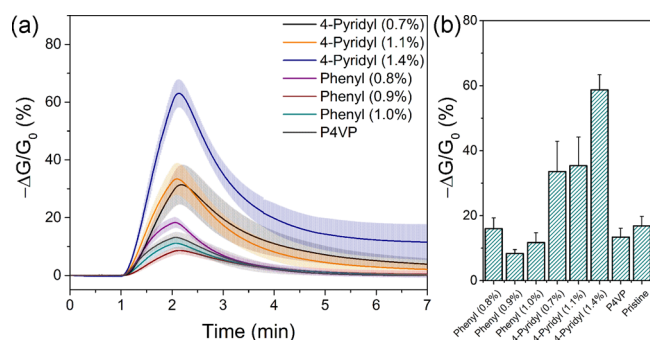 (a)
−ΔG/G0 (%)
80
60
40
20
0
0 1 2 3 4 5 6 7
Time (min)
4-Pyridyl (0.7%)
4-Pyridyl (1.1%)
4-Pyridyl (1.4%)
Phenyl (0.8%)
Phenyl (0.9%)
Phenyl (1.0%)
P4VP
(b)
−ΔG/G0 (%)
80
60
40
20
0
Phenyl (0.8%)
Phenyl (0.9%)
Phenyl (1.0%)
4-Pyridyl (0.7%)
4-Pyridyl (1.1%)
4-Pyridyl (1.4%)
P4VP
Pristine